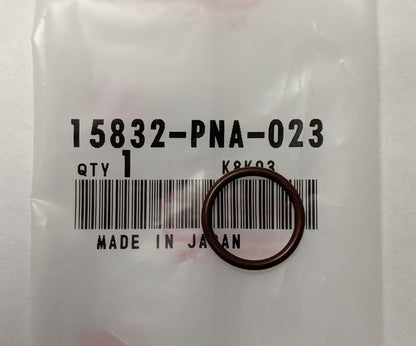 15832-PNA-023
QTY 1 K8K03
MADE IN JAPAN